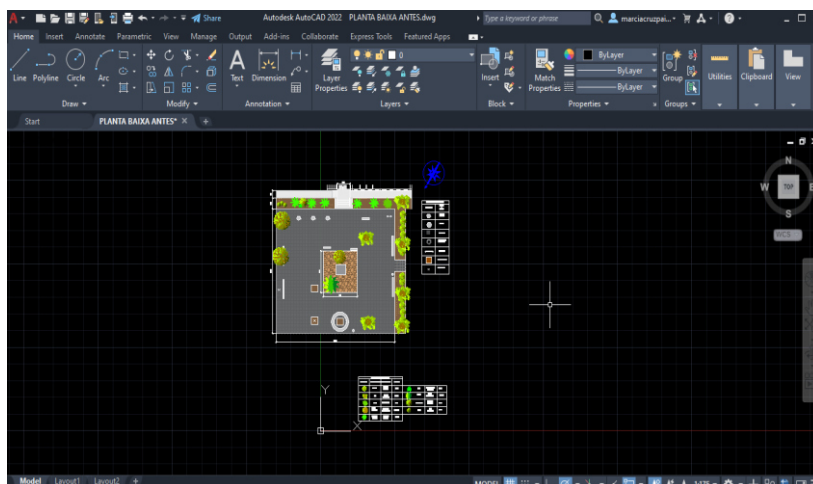 Share Autodesk AutoCAD 2022 PLANTA BAIXA ANTES.dwg Type a keyword or phrase marciacruzpai...
Home Insert Annotate Parametric View Manage Output Add-ins Collaborate Express Tools Featured Apps
0
ByLayer
Line Polyline Circle Arc Text Dimension Layer Properties Insert Match Properties ByLayer Group Utilities Clipboard View
ByLayer
Draw Modify Annotation Layers Block Properties Groups
Start PLANTA BAIXA ANTES* +
N
W TOP E
S
WCS
Y
X
Model Layout1 Layout2 + MODEL